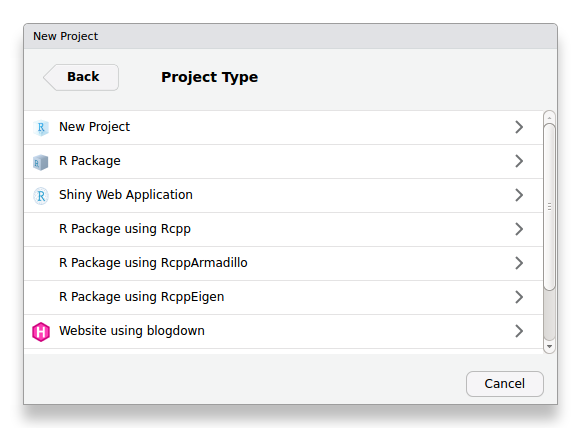 New Project
Back
Project Type
R New Project
R R Package
R Shiny Web Application
R Package using Rcpp
R Package using RcppArmadillo
R Package using RcppEigen
H Website using blogdown
Cancel